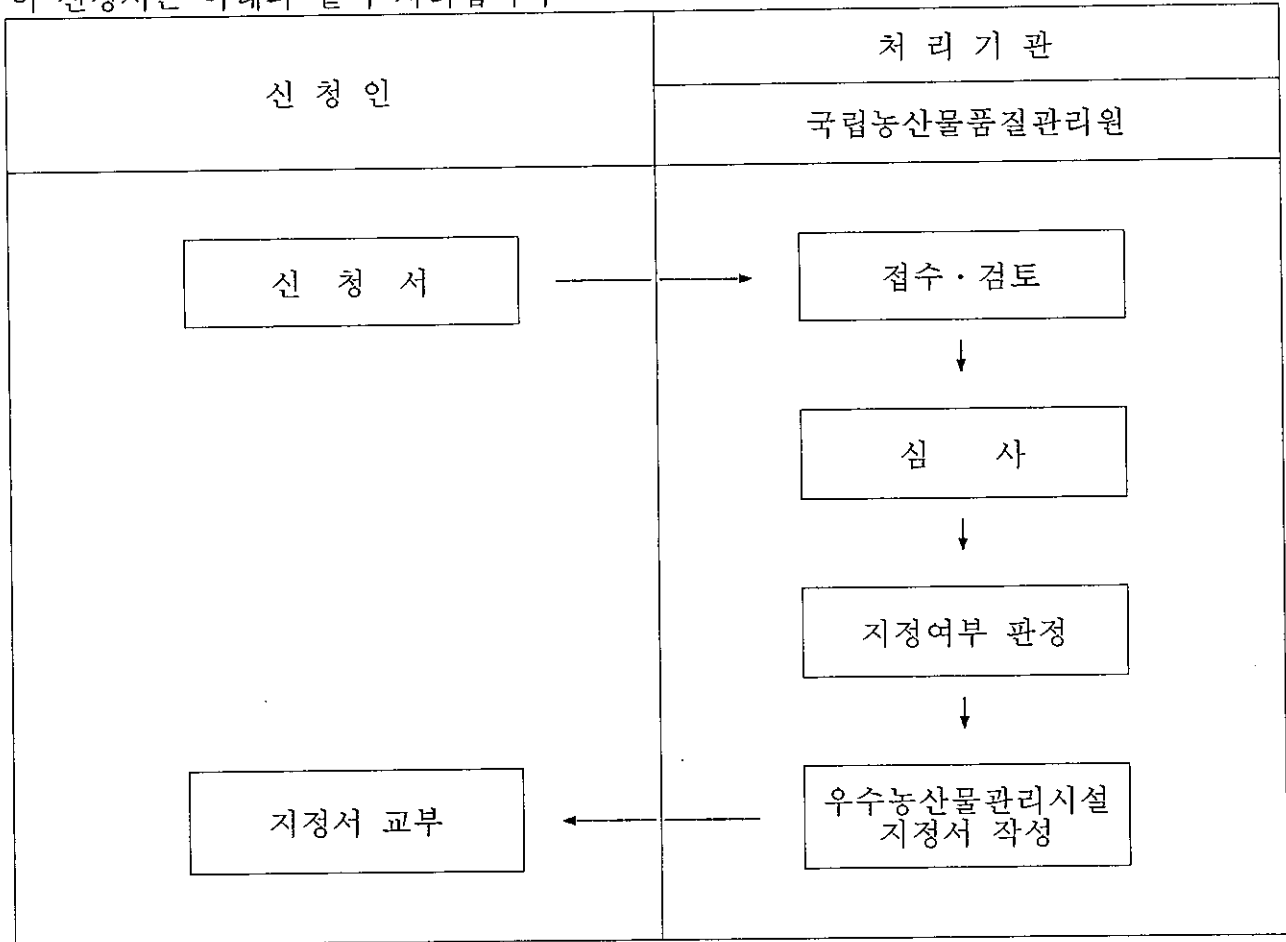 신 청 인
처 리 기 관
국립농산물품질관리원
신 청 서
접수 · 검토
심 사
지정여부 판정
지정서 교부
우수농산물관리시설
지정서 작성